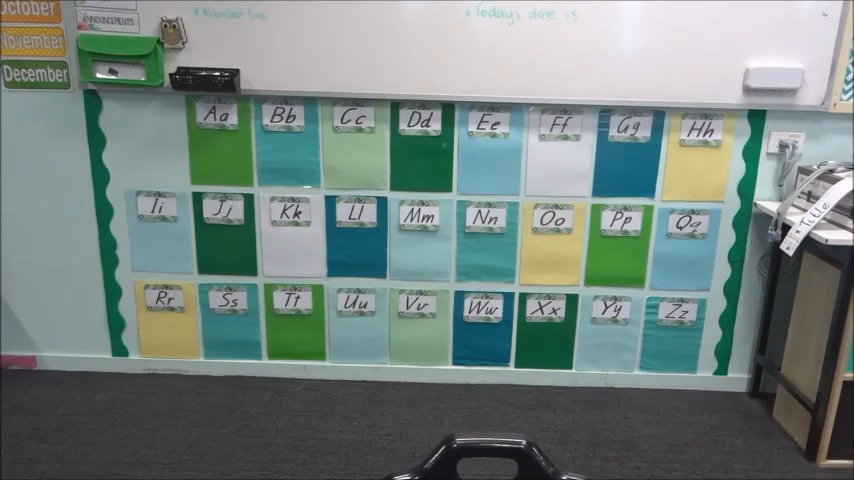 October
ANNOUNCEMENTS
* Number line.
* Today's date is
November
December
Aa Bb Cc Dd Ee Ff Gg Hh
Ii Jj Kk Ll Mm Nn Oo Pp Qq
Rr Ss Tt Uu Vv Ww Xx Yy Zz
Title